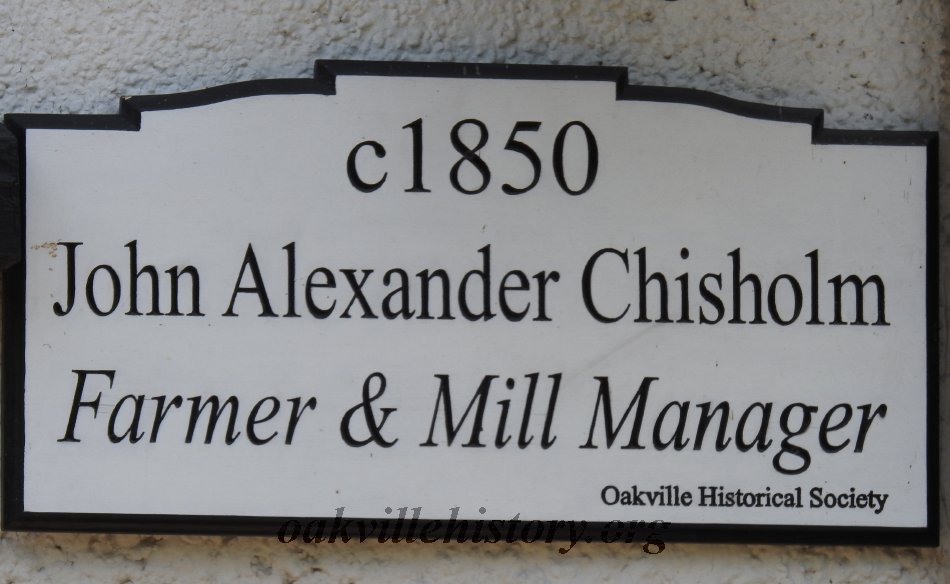 c1850
John Alexander Chisholm
Farmer & Mill Manager
Oakville Historical Society
oakvillehistory.org